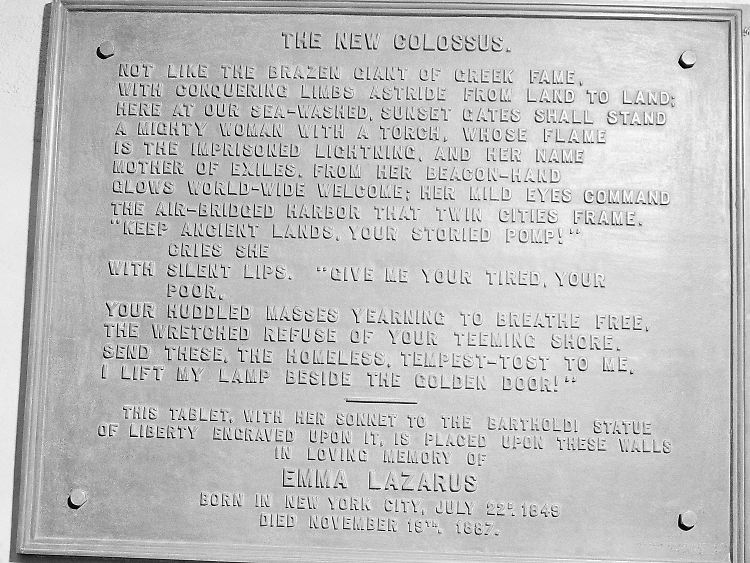 THE NEW COLOSSUS.
NOT LIKE THE BRAZEN GIANT OF GREEK FAME,
WITH CONQUERING LIMBS ASTRIDE FROM LAND TO LAND;
HERE AT OUR SEA-WASHED, SUNSET GATES SHALL STAND
A MIGHTY WOMAN WITH A TORCH, WHOSE FLAME
IS THE IMPRISONED LIGHTNING, AND HER NAME
MOTHER OF EXILES. FROM HER BEACON-HAND
GLOWS WORLD-WIDE WELCOME; HER MILD EYES COMMAND
THE AIR-BRIDGED HARBOR THAT TWIN CITIES FRAME.
"KEEP ANCIENT LANDS, YOUR STORIED POMP!"
CRIES SHE
WITH SILENT LIPS. "GIVE ME YOUR TIRED, YOUR
POOR,
YOUR HUDDLED MASSES YEARNING TO BREATHE FREE,
THE WRETCHED REFUSE OF YOUR TEEMING SHORE.
SEND THESE, THE HOMELESS, TEMPEST-TOST TO ME,
I LIFT MY LAMP BESIDE THE GOLDEN DOOR!"
THIS TABLET, WITH HER SONNET TO THE BARTHOLDI STATUE
OF LIBERTY ENGRAVED UPON IT, IS PLACED UPON THESE WALLS
IN LOVING MEMORY OF
EMMA LAZARUS
BORN IN NEW YORK CITY, JULY 22D. 1849
DIED NOVEMBER 19TH. 1887.